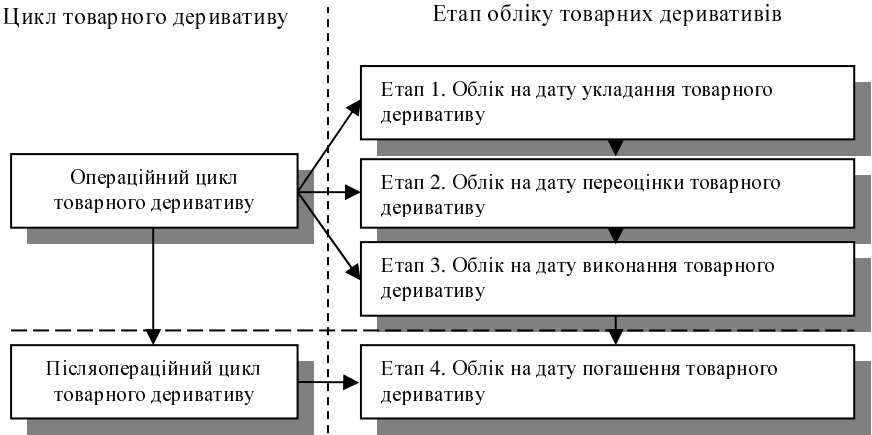 Цикл товарного деривативу
Етап обліку товарних деривативів
Етап 1. Облік на дату укладання товарного
деривативу
Операційний цикл
товарного деривативу
Етап 2. Облік на дату переоцінки товарного
деривативу
Етап 3. Облік на дату виконання товарного
деривативу
Післяопераційний цикл
товарного деривативу
Етап 4. Облік на дату погашення товарного
деривативу